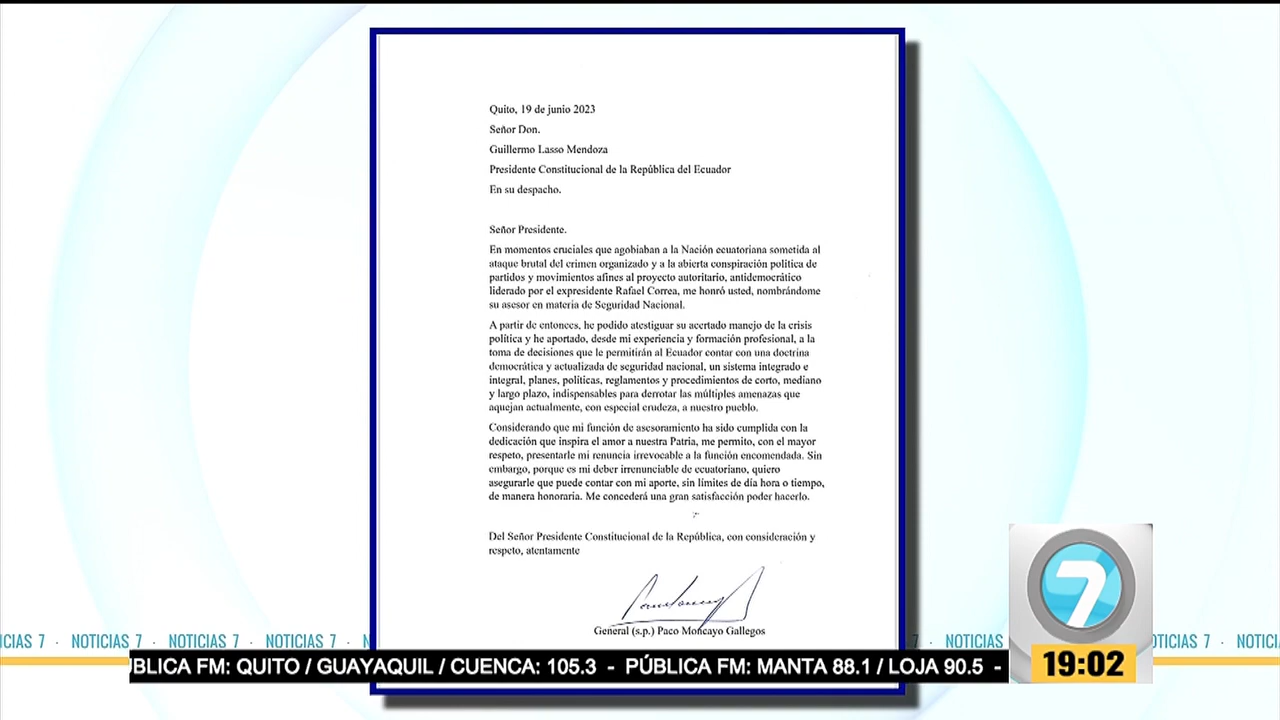 Quito, 19 de junio 2023
Señor Don.
Guillermo Lasso Mendoza
Presidente Constitucional de la República del Ecuador
En su despacho.
Señor Presidente.
En momentos cruciales que agobiaban a la Nación ecuatoriana sometida al
ataque brutal del crimen organizado y a la abierta conspiración política de
partidos y movimientos afines al proyecto autoritario, antidemocrático
liderado por el expresidente Rafael Correa, me honró usted, nombrándome
su asesor en materia de Seguridad Nacional.
A partir de entonces, he podido atestiguar su acertado manejo de la crisis
política y he aportado, desde mi experiencia y formación profesional, a la
toma de decisiones que le permitirán al Ecuador contar con una doctrina
democrática y actualizada de seguridad nacional, un sistema integrado e
integral, planes, políticas, reglamentos y procedimientos de corto, mediano
y largo plazo, indispensables para derrotar las múltiples amenazas que
aquejan actualmente, con especial crudeza, a nuestro pueblo.
Considerando que mi función de asesoramiento ha sido cumplida con la
dedicación que inspira el amor a nuestra Patria, me permito, con el mayor
respeto, presentarle mi renuncia irrevocable a la función encomendada. Sin
embargo, porque es mi deber irrenunciable de ecuatoriano, quiero
asegurarle que puede contar con mi aporte, sin límites de día hora o tiempo,
de manera honoraria. Me concederá una gran satisfacción poder hacerlo.
Del Señor Presidente Constitucional de la República, con consideración y
respeto, atentamente
General (s.p.) Paco Moncayo Gallegos
7
CIAS 7 · NOTICIAS 7 · NOTICIAS 7 · NOTICIAS 7 · N · NOTICIAS 7 TICIAS 7 · NOTICI
BLICA FM: QUITO / GUAYAQUIL / CUENCA: 105.3 - PÚBLICA FM: MANTA 88.1 / LOJA 90.5 -
19:02